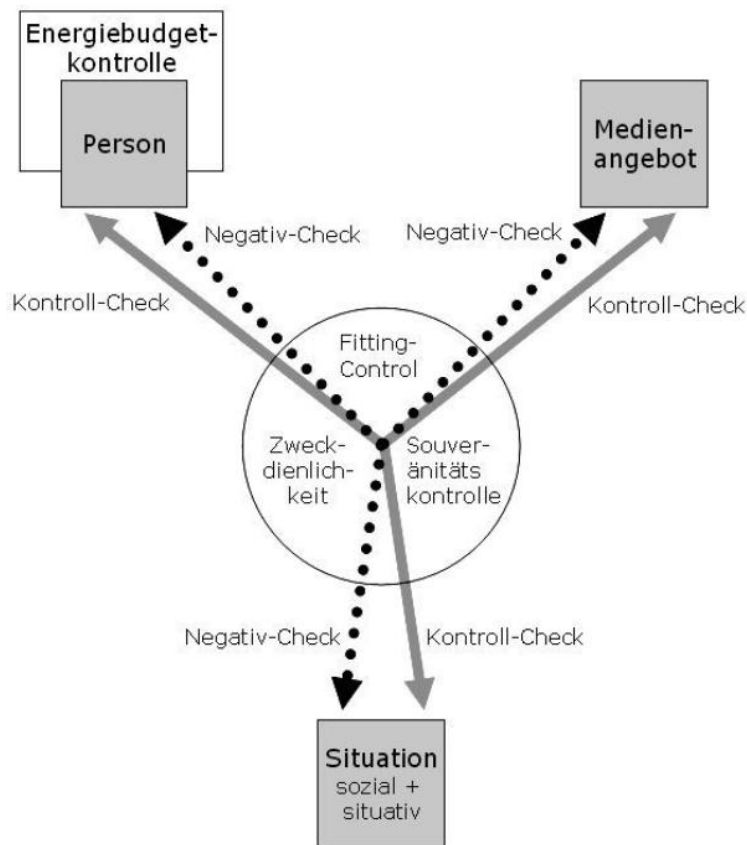 Energiebudget-
kontrolle
Person
Medien-
angebot
Negativ-Check
Negativ-Check
Kontroll-Check
Kontroll-Check
Fitting-
Control
Zweck-
dienlich-
keit
Souver-
änitäts
kontrolle
Negativ-Check
Kontroll-Check
Situation
sozial +
situativ